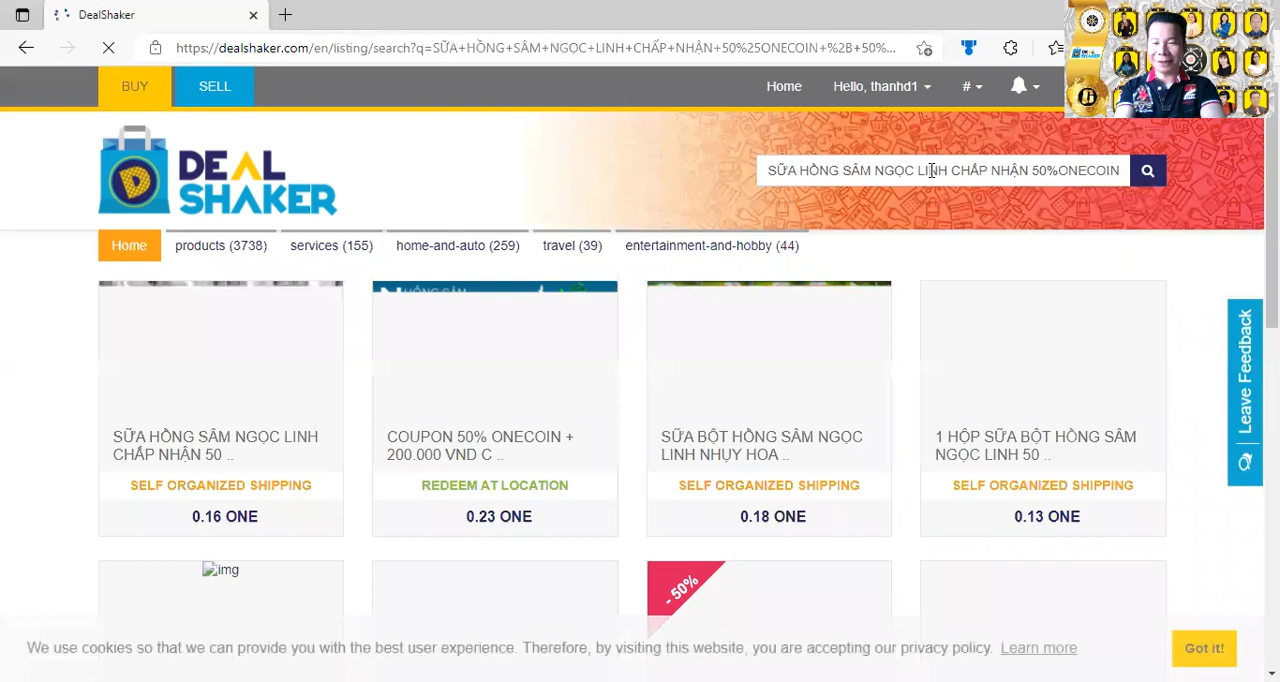 DealShaker
https://dealshaker.com/en/listing/search?q=SỮA+HỒNG+SÂM+NGỌC+LINH+CHẤP+NHẬN+50%25ONECOIN+%2B+50%...
BUY
SELL
Home
Hello, thanhd1
#
DEAL
SHAKER
SỮA HỒNG SÂM NGỌC LINH CHẤP NHẬN 50%ONECOIN
Home
products (3738)
services (155)
home-and-auto (259)
travel (39)
entertainment-and-hobby (44)
HỒNG SÂM
SỮA HỒNG SÂM NGỌC LINH
CHẤP NHẬN 50 ..
SELF ORGANIZED SHIPPING
0.16 ONE
COUPON 50% ONECOIN +
200.000 VND C ..
REDEEM AT LOCATION
0.23 ONE
SỮA BỘT HỒNG SÂM NGỌC
LINH NHỤY HOA ..
SELF ORGANIZED SHIPPING
0.18 ONE
1 HỘP SỮA BỘT HỒNG SÂM
NGỌC LINH 50 ..
SELF ORGANIZED SHIPPING
0.13 ONE
Leave Feedback
img
- 50%
We use cookies so that we can provide you with the best user experience. Therefore, by visiting this website, you are accepting our privacy policy. Learn more
Got it!